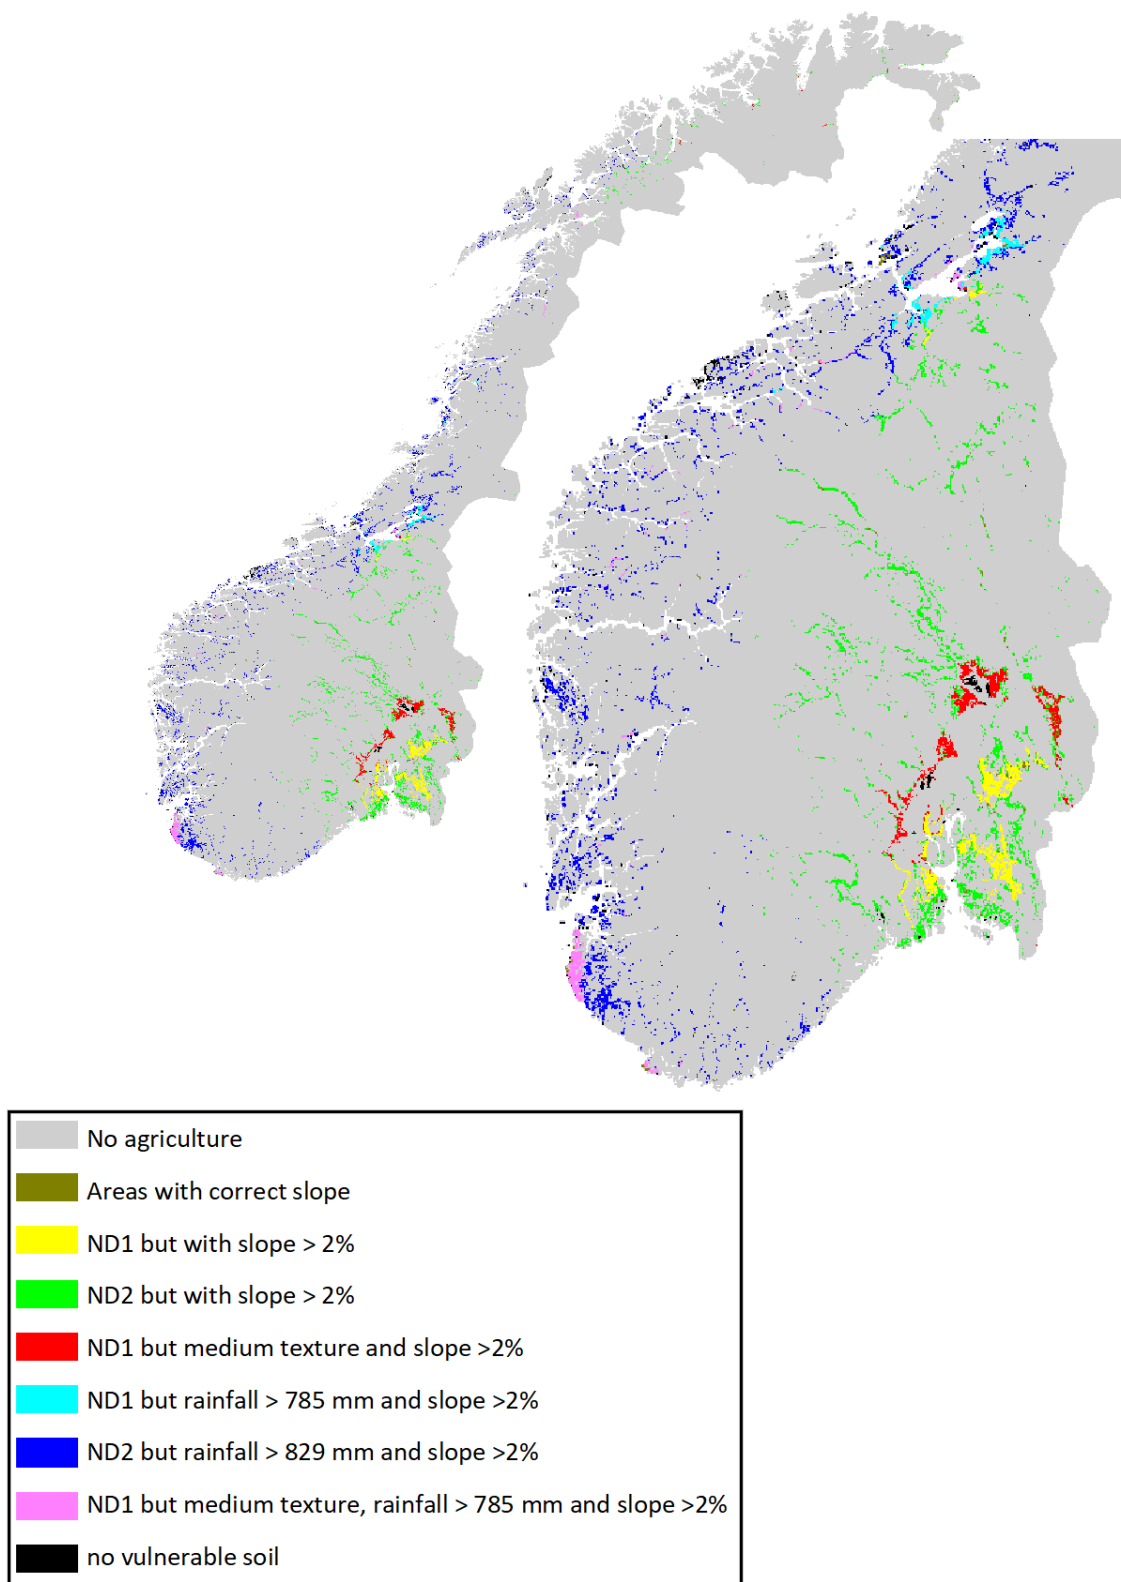 No agriculture
Areas with correct slope
ND1 but with slope > 2%
ND2 but with slope > 2%
ND1 but medium texture and slope >2%
ND1 but rainfall > 785 mm and slope >2%
ND2 but rainfall > 829 mm and slope >2%
ND1 but medium texture, rainfall > 785 mm and slope >2%
no vulnerable soil